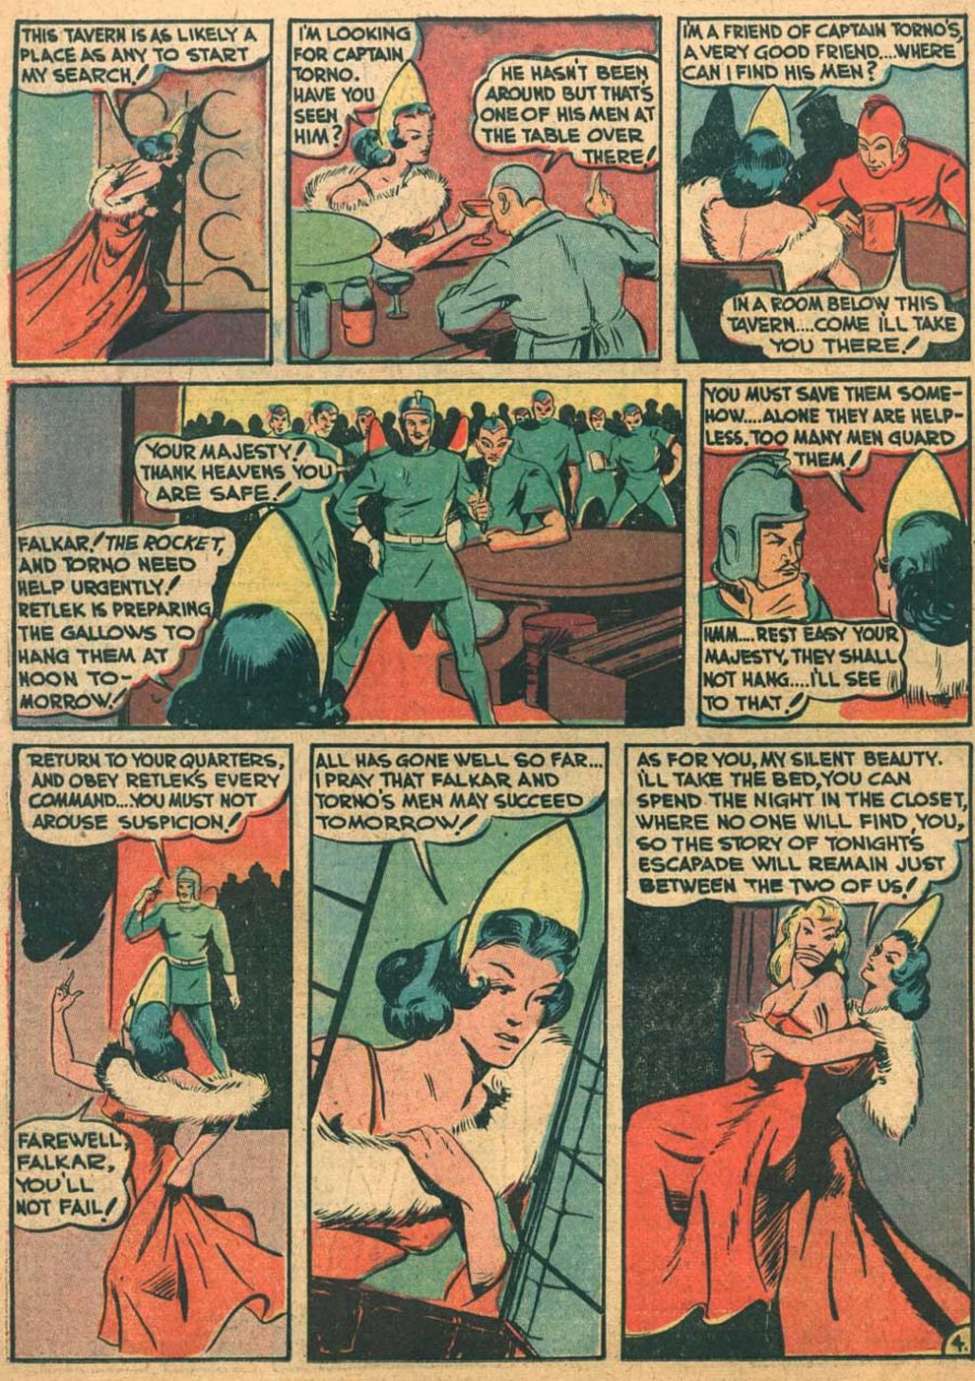 THIS TAVERN IS AS LIKELY A
PLACE AS ANY TO START
MY SEARCH!
I'M LOOKING
FOR CAPTAIN
TORNO.
HAVE YOU
SEEN
HIM?
HE HASN'T BEEN
AROUND BUT THAT'S
ONE OF HIS MEN AT
THE TABLE OVER
THERE!
I'M A FRIEND OF CAPTAIN TORNO'S,
A VERY GOOD FRIEND....WHERE
CAN I FIND HIS MEN?
IN A ROOM BELOW THIS
TAVERN....COME I'LL TAKE
YOU THERE!
YOUR MAJESTY!
THANK HEAVENS YOU
ARE SAFE!
FALKAR! THE ROCKET,
AND TORNO NEED
HELP URGENTLY!
RETLEK IS PREPARING
THE GALLOWS TO
HANG THEM AT
NOON TO-
MORROW!
YOU MUST SAVE THEM SOME-
HOW....ALONE THEY ARE HELP-
LESS, TOO MANY MEN GUARD
THEM!
HMM....REST EASY YOUR
MAJESTY, THEY SHALL
NOT HANG....I'LL SEE
TO THAT!
RETURN TO YOUR QUARTERS,
AND OBEY RETLEK'S EVERY
COMMAND...YOU MUST NOT
AROUSE SUSPICION!
FAREWELL,
FALKAR,
YOU'LL
NOT FAIL!
ALL HAS GONE WELL SO FAR...
I PRAY THAT FALKAR AND
TORNO'S MEN MAY SUCCEED
TOMORROW!
AS FOR YOU, MY SILENT BEAUTY.
I'LL TAKE THE BED, YOU CAN
SPEND THE NIGHT IN THE CLOSET,
WHERE NO ONE WILL FIND YOU,
SO THE STORY OF TONIGHT'S
ESCAPADE WILL REMAIN JUST
BETWEEN THE TWO OF US!
4.